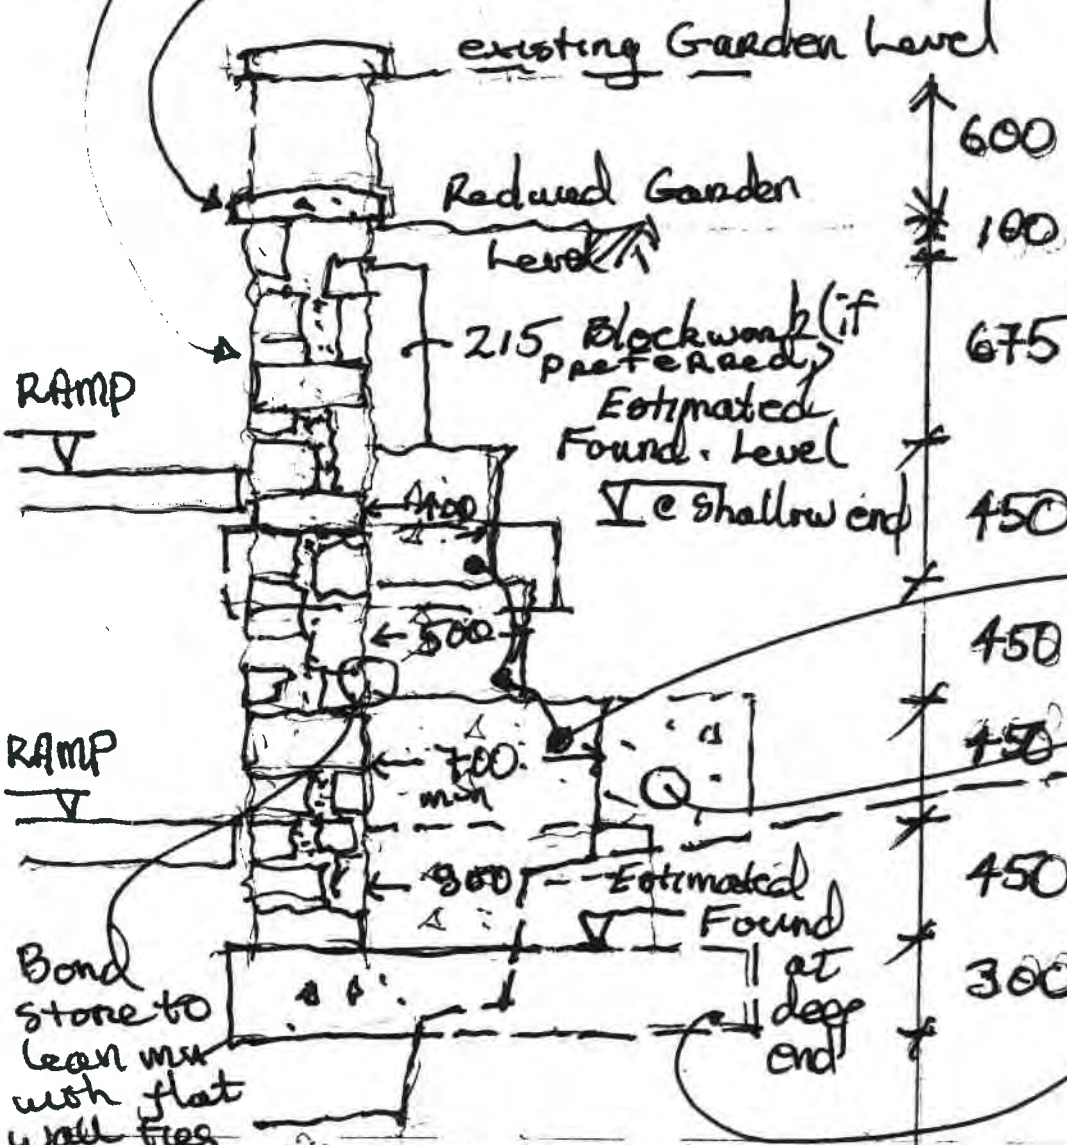 existing Garden Level
600
Reduced Garden
Level
100
215 Blockwork (if
preferred)
675
RAMP
Estimated
Found. Level
@ Shallow end
400
450
500
450
RAMP
700
min
450
900
Estimated
Found
at
deep
end
450
300
Bond
stone to
lean mix
with flat
wall ties